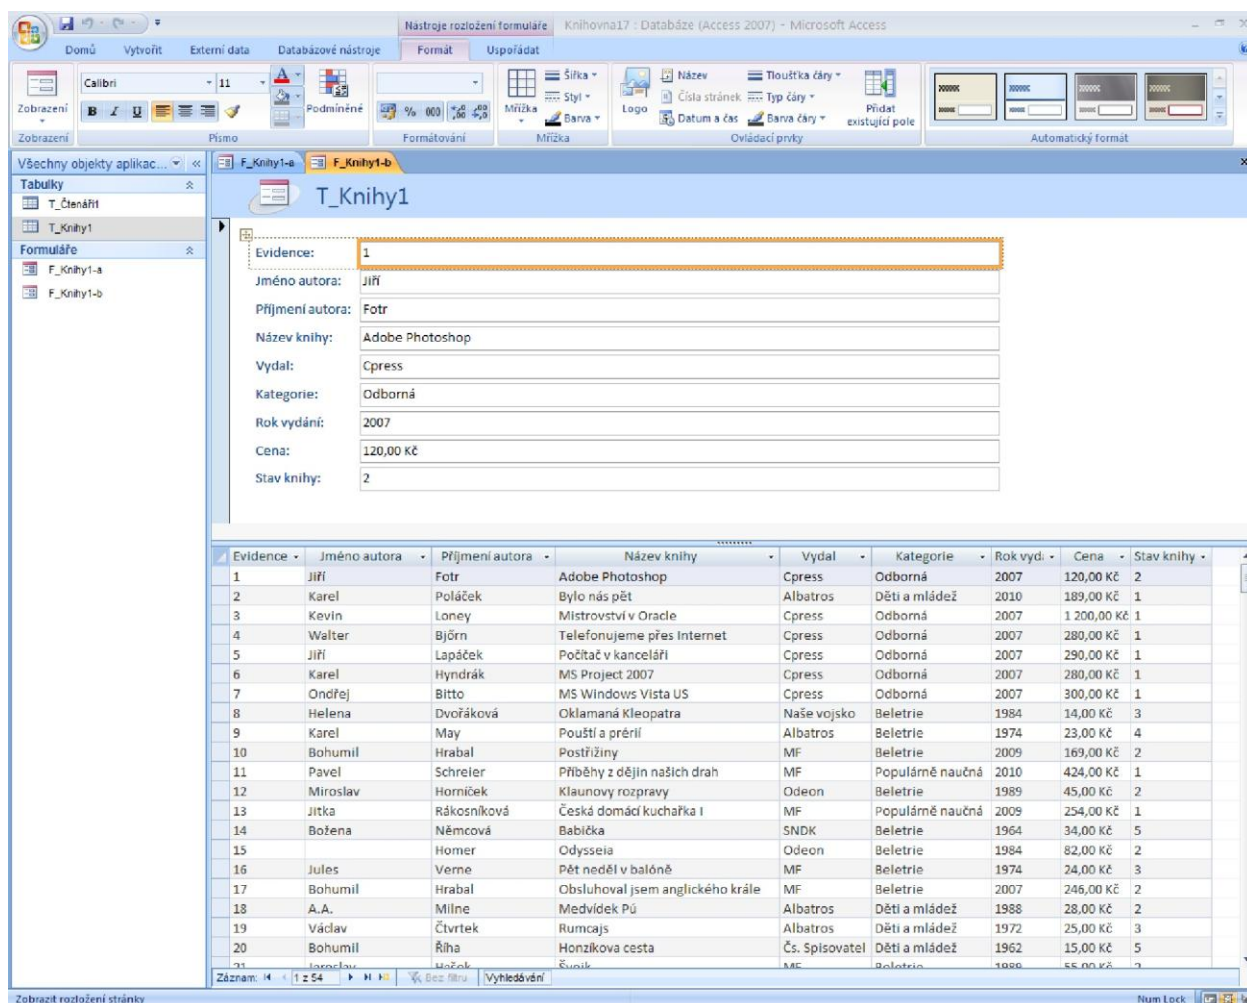 Nástroje rozložení formuláře Knihovna17 : Databáze (Access 2007) - Microsoft Access
Domů Vytvořit Externí data Databázové nástroje Formát Uspořádat
Calibri 11 Šířka Název Tloušťka čáry
Zobrazení Podmíněné Mřížka Styl Logo Čísla stránek Typ čáry Přidat existující pole
B I U % 000 Barva Datum a čas Barva čáry
Zobrazení Písmo Formátování Mřížka Ovládací prvky Automatický formát
Všechny objekty aplikac... F_Knihy1-a F_Knihy1-b
Tabulky
T_Čtenáři1
T_Knihy1
Formuláře
F_Knihy1-a
F_Knihy1-b
T_Knihy1
Evidence: 1
Jméno autora: Jiří
Příjmení autora: Fotr
Název knihy: Adobe Photoshop
Vydal: Cpress
Kategorie: Odborná
Rok vydání: 2007
Cena: 120,00 Kč
Stav knihy: 2
Evidence Jméno autora Příjmení autora Název knihy Vydal Kategorie Rok vyd Cena Stav knihy
1 Jiří Fotr Adobe Photoshop Cpress Odborná 2007 120,00 Kč 2
2 Karel Poláček Bylo nás pět Albatros Děti a mládež 2010 189,00 Kč 1
3 Kevin Loney Mistrovství v Oracle Cpress Odborná 2007 1 200,00 Kč 1
4 Walter Bjőrn Telefonujeme přes Internet Cpress Odborná 2007 280,00 Kč 1
5 Jiří Lapáček Počítač v kanceláři Cpress Odborná 2007 290,00 Kč 1
6 Karel Hyndrák MS Project 2007 Cpress Odborná 2007 280,00 Kč 1
7 Ondřej Bitto MS Windows Vista US Cpress Odborná 2007 300,00 Kč 1
8 Helena Dvořáková Oklamaná Kleopatra Naše vojsko Beletrie 1984 14,00 Kč 3
9 Karel May Pouští a prérií Albatros Beletrie 1974 23,00 Kč 4
10 Bohumil Hrabal Postřižiny MF Beletrie 2009 169,00 Kč 2
11 Pavel Schreier Příběhy z dějin našich drah MF Populárně naučná 2010 424,00 Kč 1
12 Miroslav Horníček Klaunovy rozpravy Odeon Beletrie 1989 45,00 Kč 2
13 Jitka Rákosníková Česká domácí kuchařka I MF Populárně naučná 2009 254,00 Kč 1
14 Božena Němcová Babička SNDK Beletrie 1964 34,00 Kč 5
15 Homer Odysseia Odeon Beletrie 1984 82,00 Kč 2
16 Jules Verne Pět neděl v balóně MF Beletrie 1974 24,00 Kč 3
17 Bohumil Hrabal Obsluhoval jsem anglického krále MF Beletrie 2007 246,00 Kč 2
18 A.A. Milne Medvídek Pú Albatros Děti a mládež 1988 28,00 Kč 2
19 Václav Čtvrtek Rumcajs Albatros Děti a mládež 1972 25,00 Kč 3
20 Bohumil Říha Honzíkova cesta Čs. Spisovatel Děti a mládež 1962 15,00 Kč 5
21 Jaroslav Hašek Švejk MF Beletrie 1989 55,00 Kč 2
Záznam: 1 z 54 Bez filtru Vyhledávání
Zobrazit rozložení stránky Num Lock